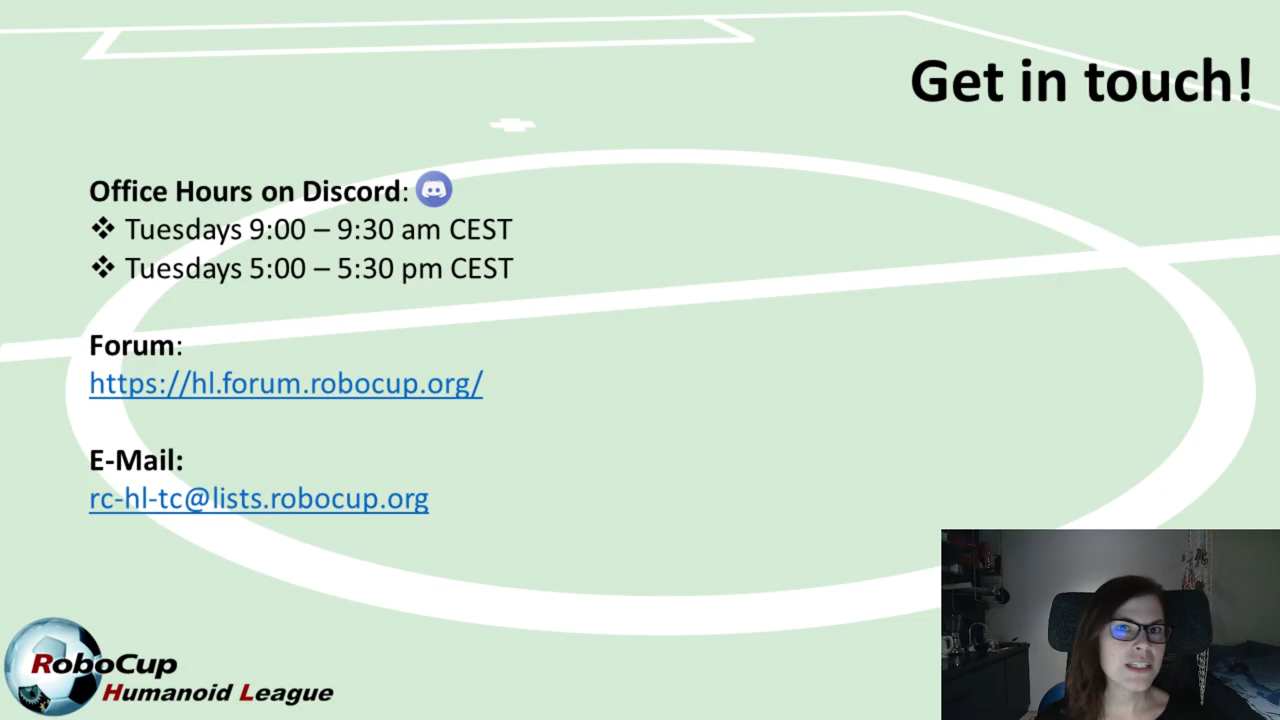 Get in touch!
Office Hours on Discord:
❖ Tuesdays 9:00 – 9:30 am CEST
❖ Tuesdays 5:00 – 5:30 pm CEST
Forum:
https://hl.forum.robocup.org/
E-Mail:
rc-hl-tc@lists.robocup.org
RoboCup
Humanoid League